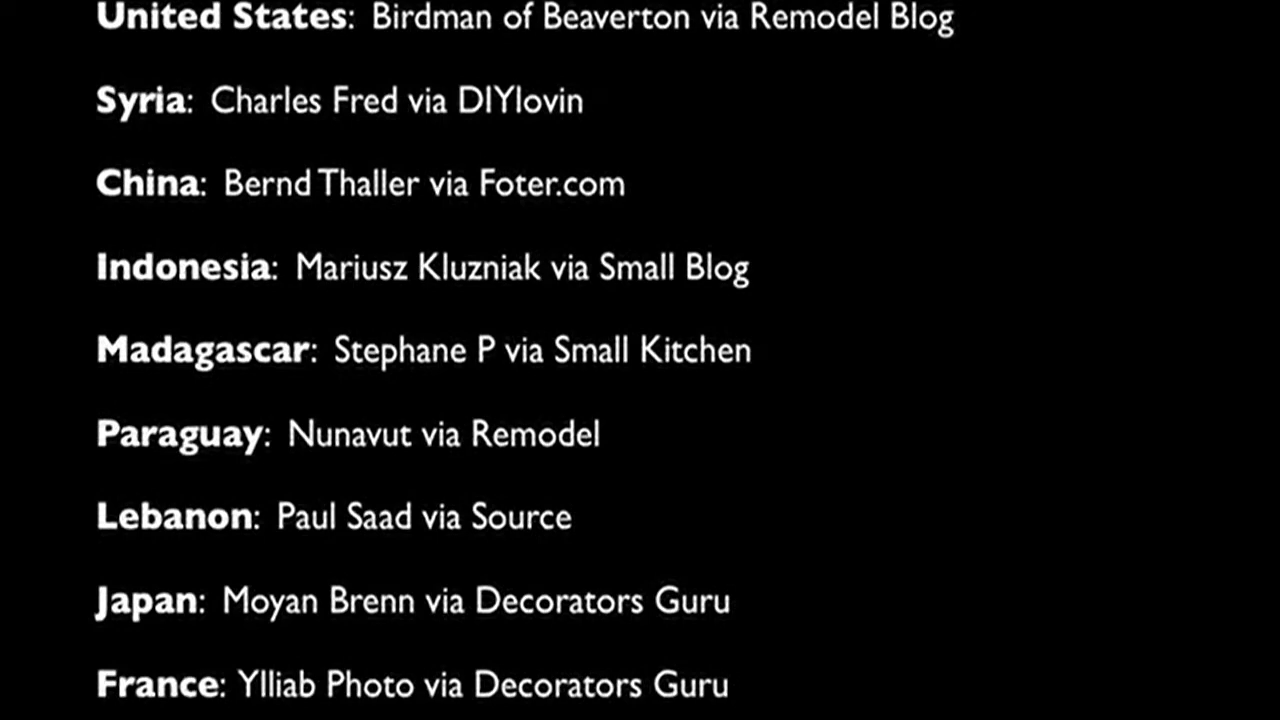 United States: Birdman of Beaverton via Remodel Blog
Syria: Charles Fred via DIYlovin
China: Bernd Thaller via Foter.com
Indonesia: Mariusz Kluzniak via Small Blog
Madagascar: Stephane P via Small Kitchen
Paraguay: Nunavut via Remodel
Lebanon: Paul Saad via Source
Japan: Moyan Brenn via Decorators Guru
France: Ylliab Photo via Decorators Guru